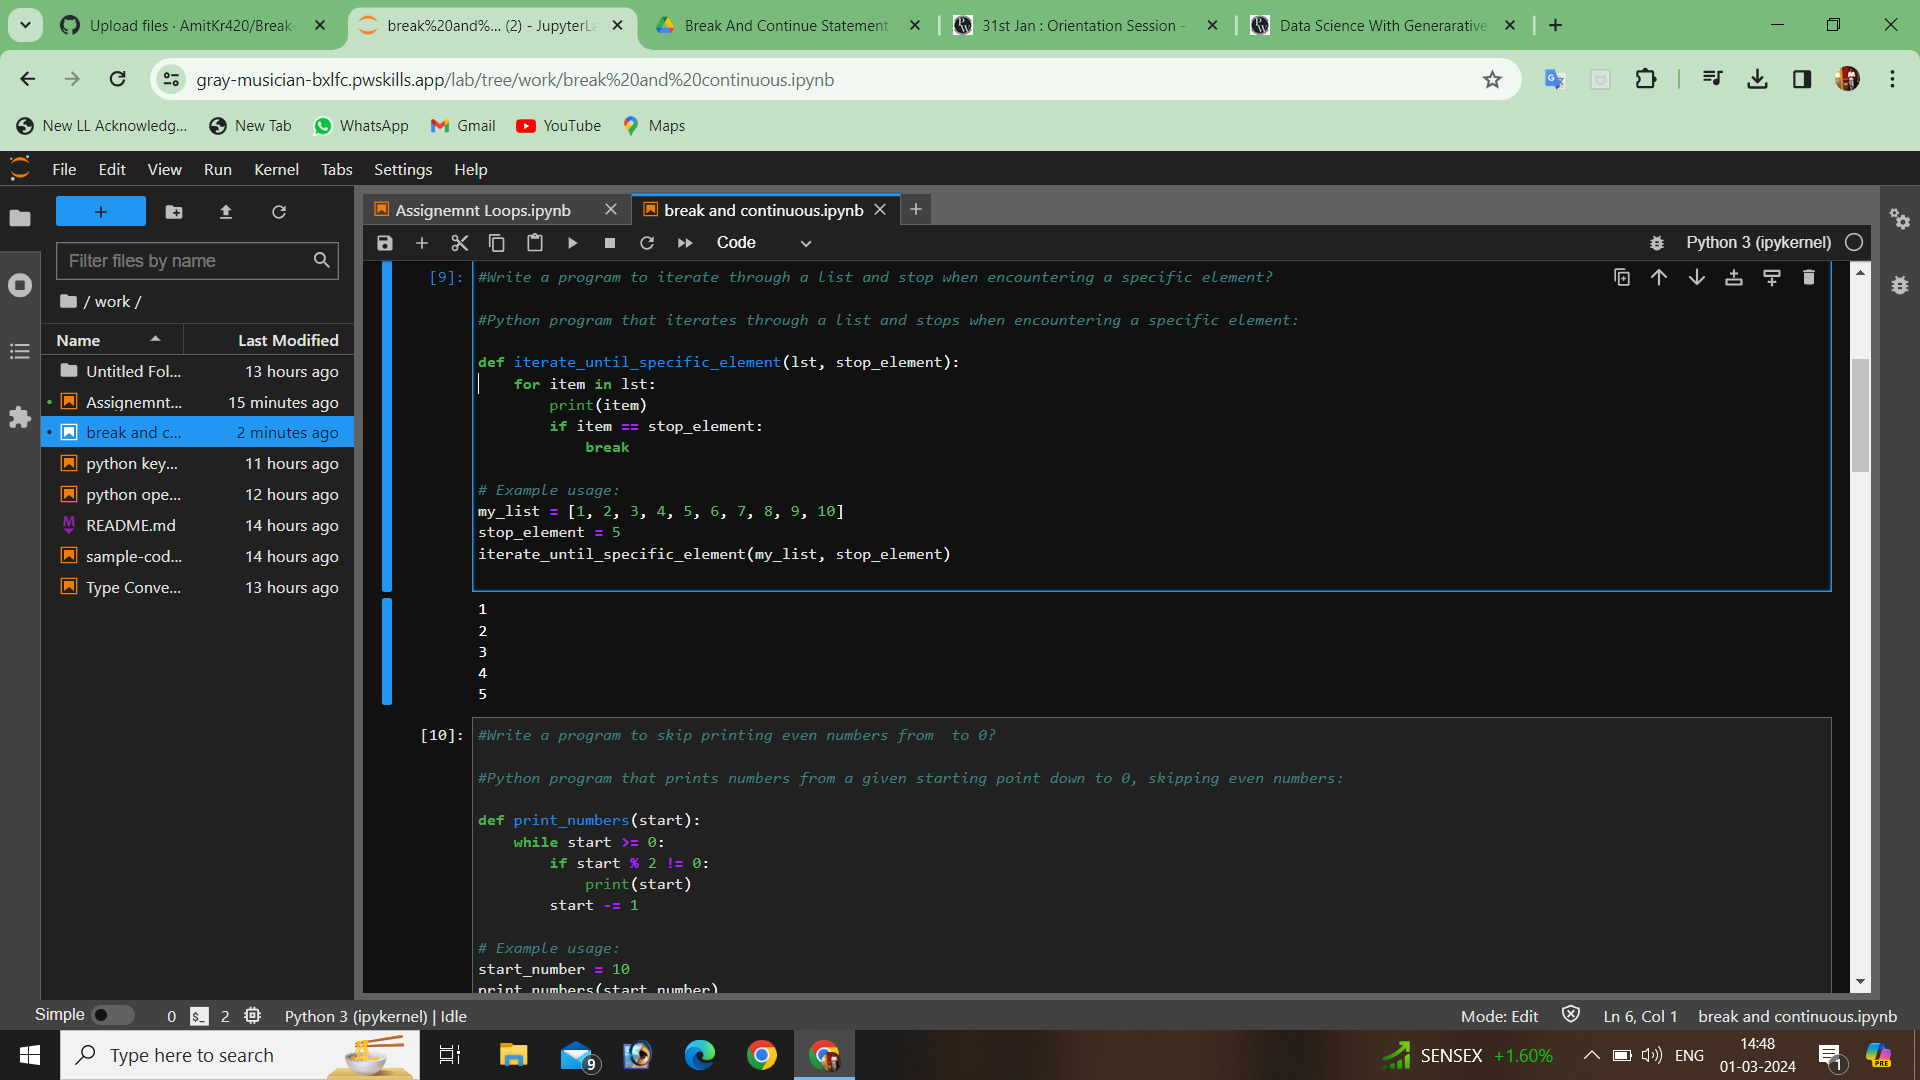 Upload files · AmitKr420/Break-
break%20and%... (2) - JupyterLa
Break And Continue Statement
31st Jan : Orientation Session -
Data Science With Generarative
gray-musician-bxlfc.pwskills.app/lab/tree/work/break%20and%20continuous.ipynb
New LL Acknowledg...
New Tab
WhatsApp
Gmail
YouTube
Maps
File Edit View Run Kernel Tabs Settings Help
Filter files by name
/ work /
Name Last Modified
Untitled Fol... 13 hours ago
Assignemnt... 15 minutes ago
break and c... 2 minutes ago
python key... 11 hours ago
python ope... 12 hours ago
README.md 14 hours ago
sample-cod... 14 hours ago
Type Conve... 13 hours ago
Assignemnt Loops.ipynb
break and continuous.ipynb
Code
Python 3 (ipykernel)
[9]:
#Write a program to iterate through a list and stop when encountering a specific element?
#Python program that iterates through a list and stops when encountering a specific element:
def iterate_until_specific_element(lst, stop_element):
    for item in lst:
        print(item)
        if item == stop_element:
            break
# Example usage:
my_list = [1, 2, 3, 4, 5, 6, 7, 8, 9, 10]
stop_element = 5
iterate_until_specific_element(my_list, stop_element)
1
2
3
4
5
[10]:
#Write a program to skip printing even numbers from  to 0?
#Python program that prints numbers from a given starting point down to 0, skipping even numbers:
def print_numbers(start):
    while start >= 0:
        if start % 2 != 0:
            print(start)
        start -= 1
# Example usage:
start_number = 10
print_numbers(start_number)
Simple 0 2 Python 3 (ipykernel) | Idle
Mode: Edit Ln 6, Col 1 break and continuous.ipynb
Type here to search
9
SENSEX +1.60%
ENG
14:48
01-03-2024
1
PRE